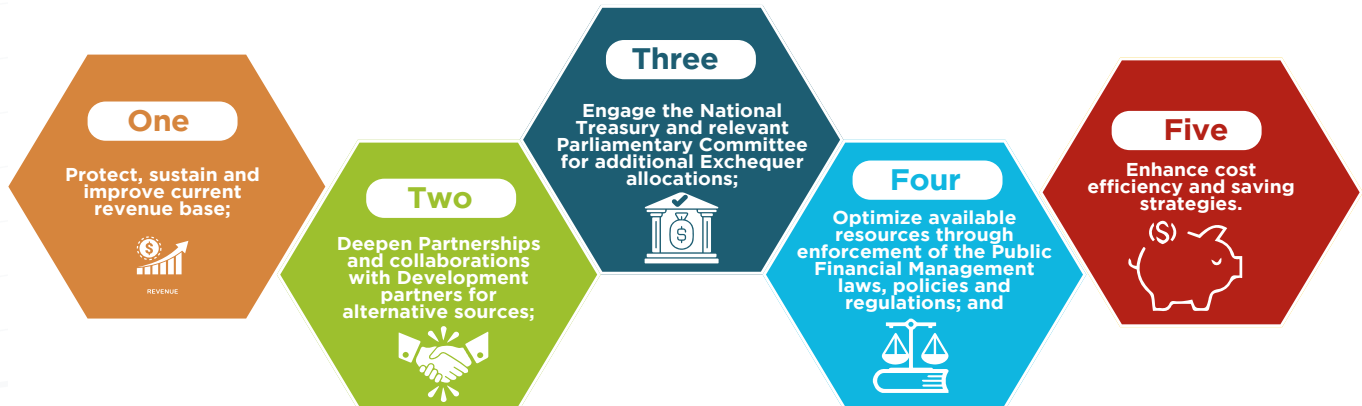 One
Protect, sustain and
improve current
revenue base;
$
REVENUE
Two
Deepen Partnerships
and collaborations
with Development
partners for
alternative sources;
Three
Engage the National
Treasury and relevant
Parliamentary Committee
for additional Exchequer
allocations;
$
Four
Optimize available
resources through
enforcement of the Public
Financial Management
laws, policies and
regulations; and
Five
Enhance cost
efficiency and saving
strategies.
($)